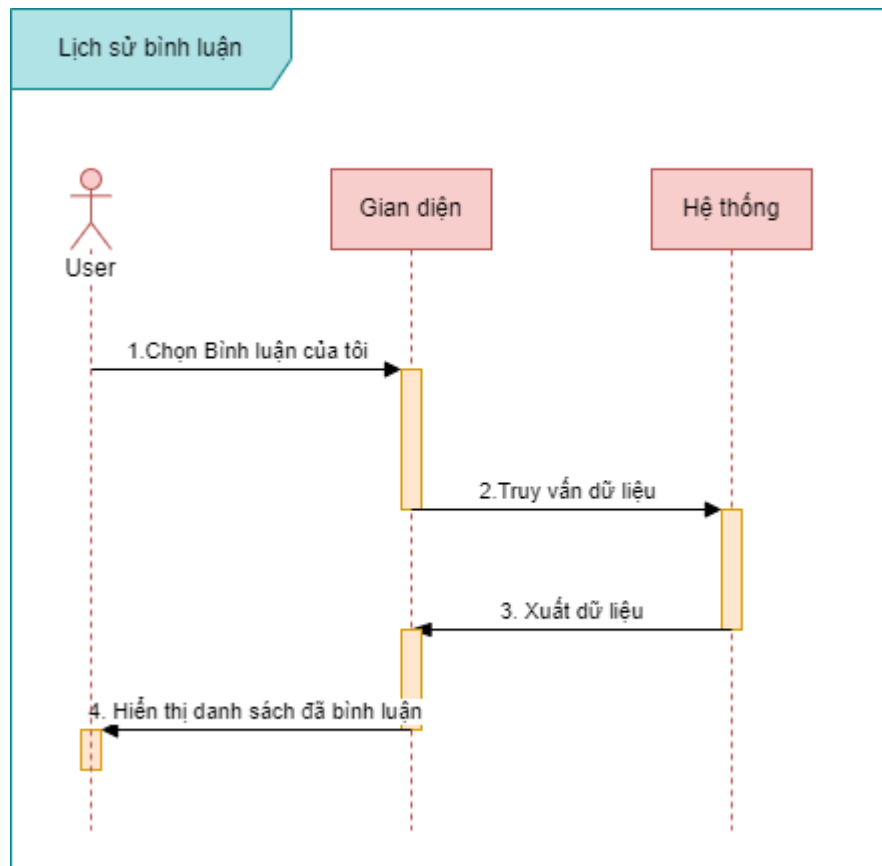 Lịch sử bình luận
User
Gian diện
Hệ thống
1.Chọn Bình luận của tôi
2.Truy vấn dữ liệu
3. Xuất dữ liệu
4. Hiển thị danh sách đã bình luận